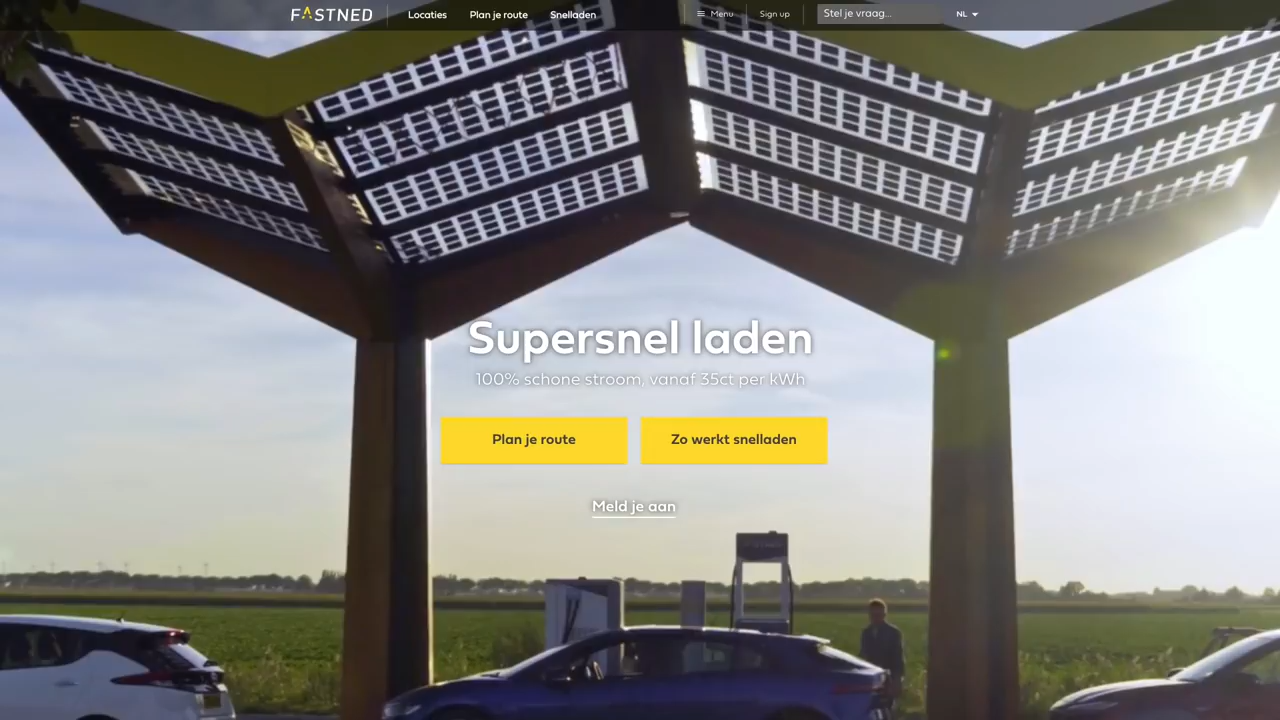 FASTNED
Locaties
Plan je route
Snelladen
Menu
Sign up
Stel je vraag...
NL
Supersnel laden
100% schone stroom, vanaf 35ct per kWh
Plan je route
Zo werkt snelladen
Meld je aan